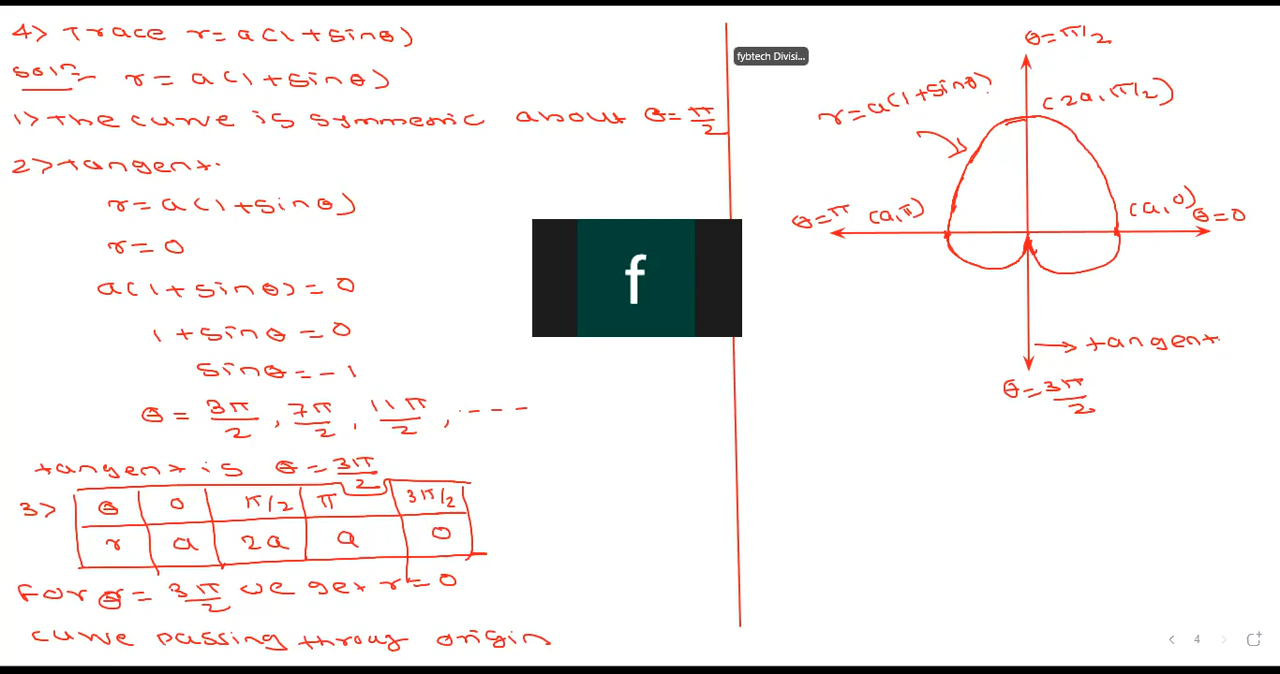 4> Trace r=a(1+sinθ)
Solⁿ r=a(1+sinθ)
1> The curve is symmetric about θ=π/2
2> tangent.
r=a(1+sinθ)
r=0
a(1+sinθ)=0
1+sinθ=0
sinθ=-1
θ = 3π/2, 7π/2, 11π/2, ----
tangent is θ=3π/2
3> θ 0 π/2 π 3π/2
r a 2a a 0
For θ= 3π/2 we get r=0
curve passing throug origin
fybtech Divisi...
f
θ=π/2
r=a(1+sinθ)
(2a,π/2)
θ=π (a,π)
(a,0) θ=0
tangent
θ=3π/2
4